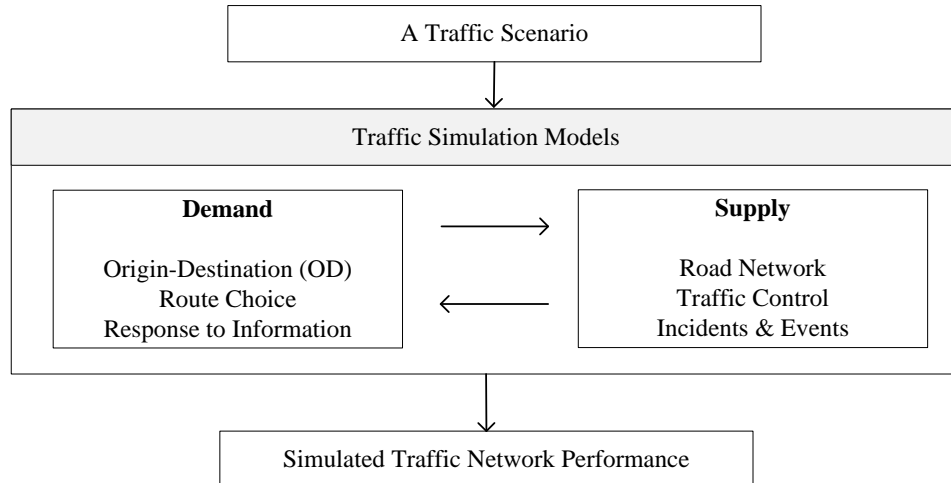 A Traffic Scenario
Traffic Simulation Models
Demand
Origin-Destination (OD)
Route Choice
Response to Information
Supply
Road Network
Traffic Control
Incidents & Events
Simulated Traffic Network Performance